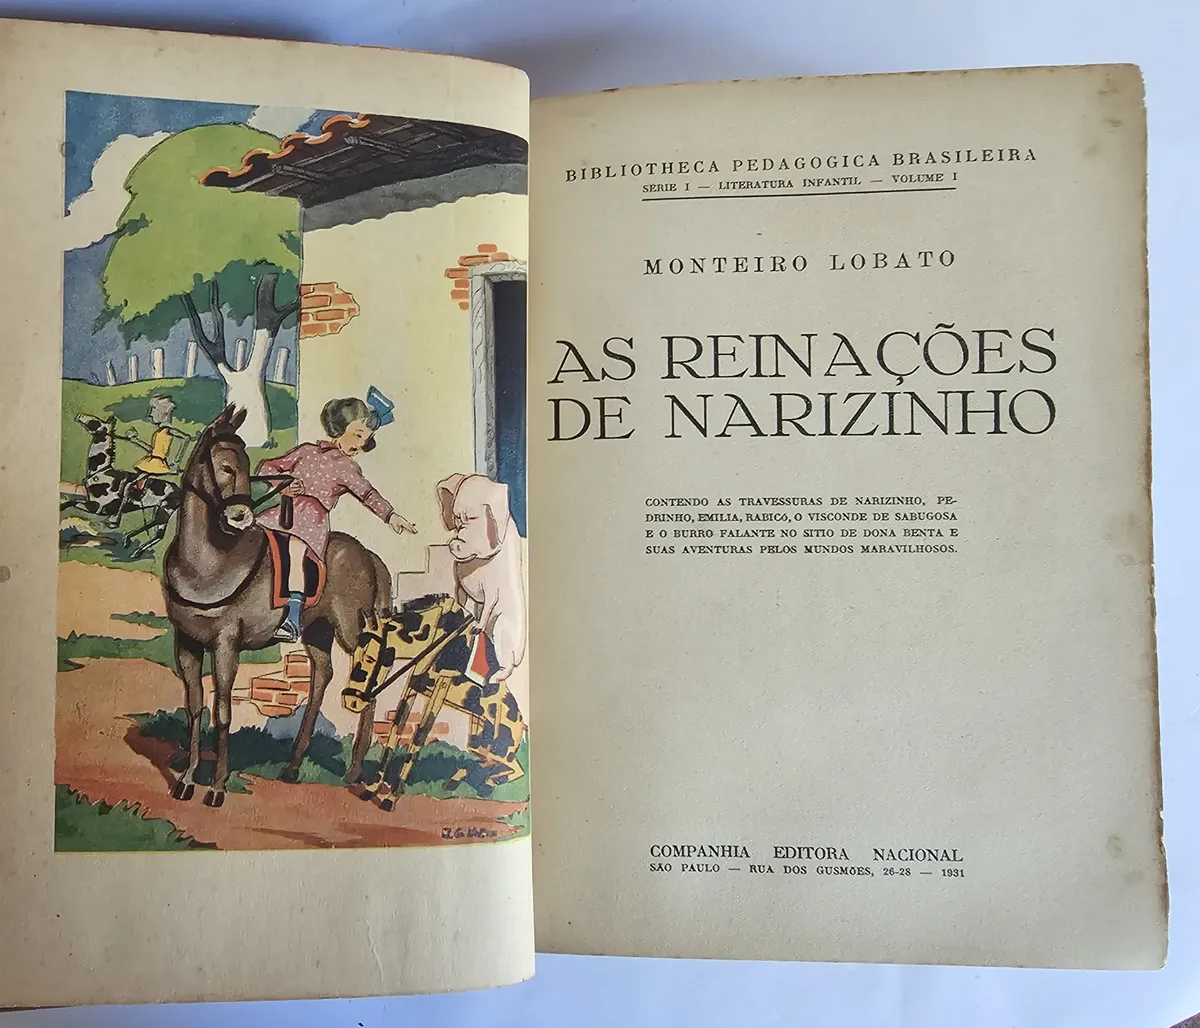 BIBLIOTHECA PEDAGOGICA BRASILEIRA
SERIE I — LITERATURA INFANTIL — VOLUME I
MONTEIRO LOBATO
AS REINAÇÕES
DE NARIZINHO
CONTENDO AS TRAVESSURAS DE NARIZINHO, PE-
DRINHO, EMILIA, RABICÓ, O VISCONDE DE SABUGOSA
E O BURRO FALANTE NO SITIO DE DONA BENTA E
SUAS AVENTURAS PELOS MUNDOS MARAVILHOSOS.
COMPANHIA EDITORA NACIONAL
SÃO PAULO — RUA DOS GUSMÕES, 26-28 — 1931